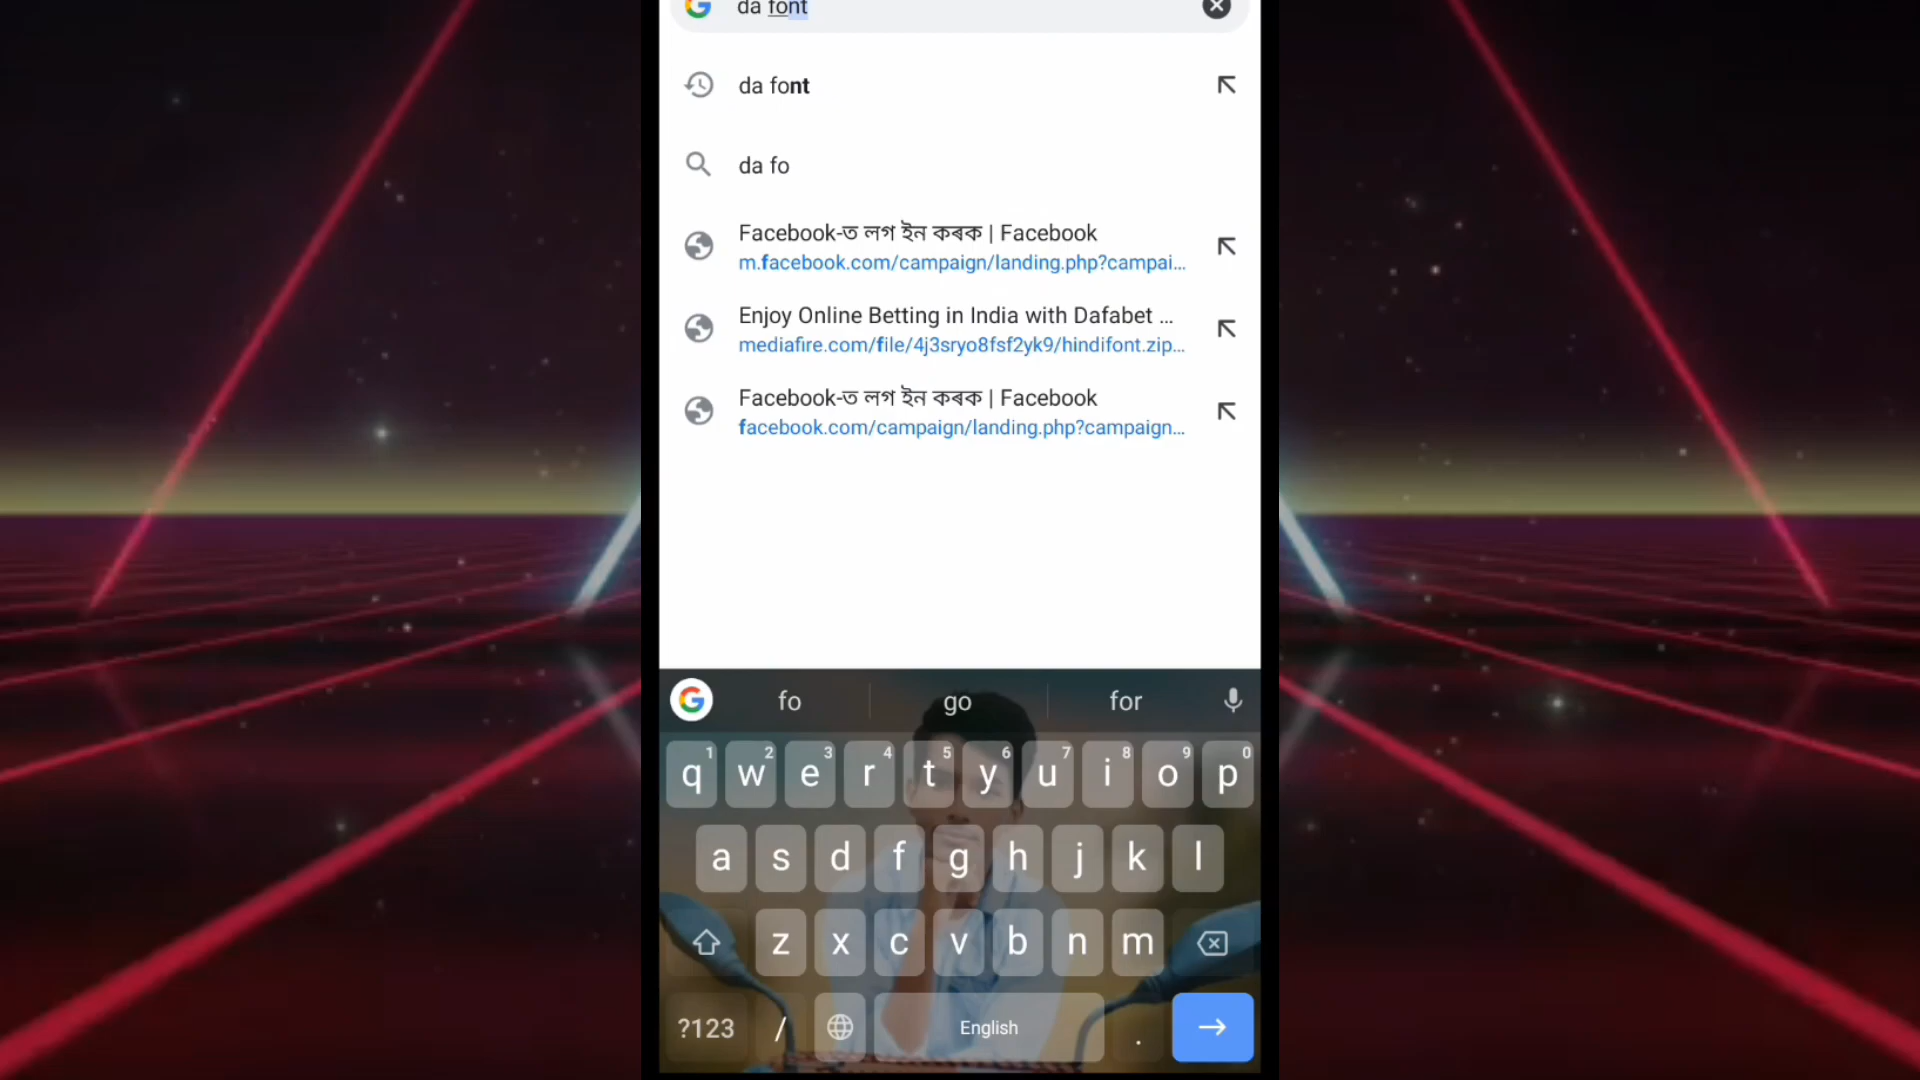 da font
da font
da fo
Facebook-ত লগ ইন কৰক | Facebook
m.facebook.com/campaign/landing.php?campai...
Enjoy Online Betting in India with Dafabet ...
mediafire.com/file/4j3sryo8fsf2yk9/hindifont.zip...
Facebook-ত লগ ইন কৰক | Facebook
facebook.com/campaign/landing.php?campaign...
fo go for
1 2 3 4 5 6 7 8 9 0
q w e r t y u i o p
a s d f g h j k l
z x c v b n m
?123 / English .